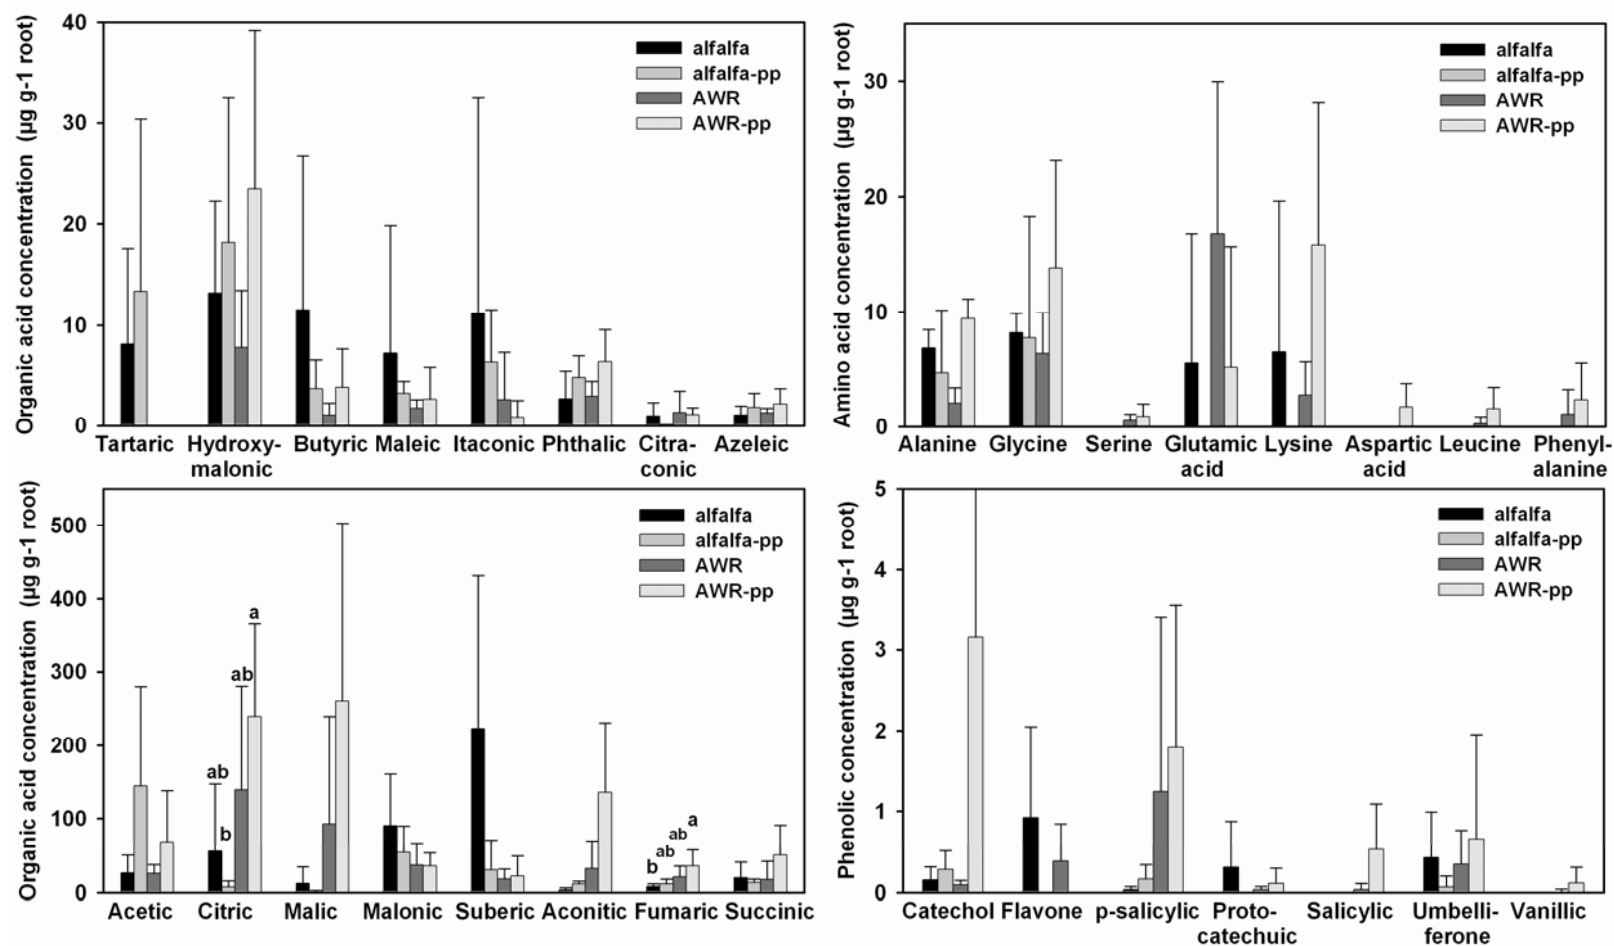 Organic acid concentration (µg g-1 root)
40
30
20
10
0
alfalfa
alfalfa-pp
AWR
AWR-pp
Tartaric Hydroxy- Butyric Maleic Itaconic Phthalic Citra- Azeleic
malonic conic
Amino acid concentration (µg g-1 root)
30
20
10
0
alfalfa
alfalfa-pp
AWR
AWR-pp
Alanine Glycine Serine Glutamic Lysine Aspartic Leucine Phenyl-
acid acid alanine
Organic acid concentration (µg g-1 root)
500
400
300
200
100
0
alfalfa
alfalfa-pp
AWR
AWR-pp
a
ab
ab
b
a
ab
ab
b
Acetic Citric Malic Malonic Suberic Aconitic Fumaric Succinic
Phenolic concentration (µg g-1 root)
5
4
3
2
1
0
alfalfa
alfalfa-pp
AWR
AWR-pp
Catechol Flavone p-salicylic Proto- Salicylic Umbelli- Vanillic
catechuic ferone